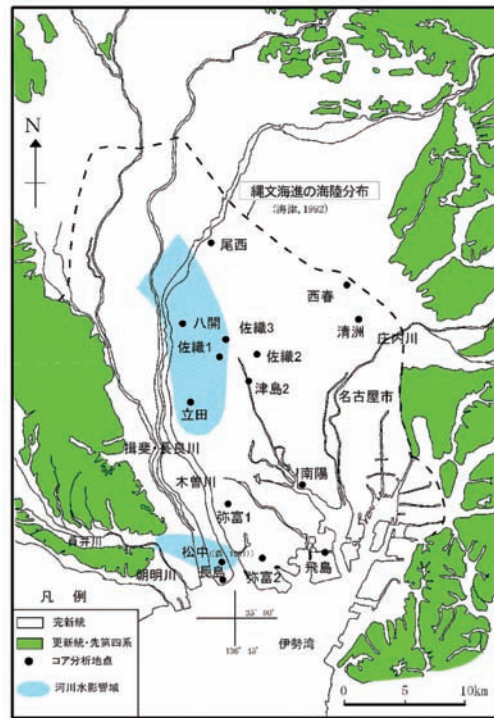 N
縄文海進の海陸分布
(海津, 1992)
尾西
西春
八開
佐織3
清洲
庄内川
佐織1
佐織2
津島2
名古屋市
立田
揖斐・長良川
木曽川
南陽
弥富1
員弁川
松中
飛島
朝明川
長島
弥富2
凡 例
35° 00′
完新統
136° 45′
伊勢湾
更新統・先第四系
コア分析地点
河川水影響域
0 5 10km